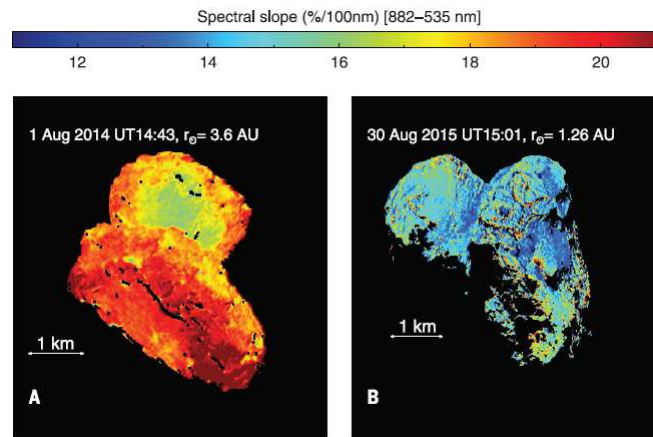 Spectral slope (%/100nm) [882–535 nm]
12 14 16 18 20
1 Aug 2014 UT14:43, r☉= 3.6 AU
30 Aug 2015 UT15:01, r☉= 1.26 AU
1 km
1 km
A
B